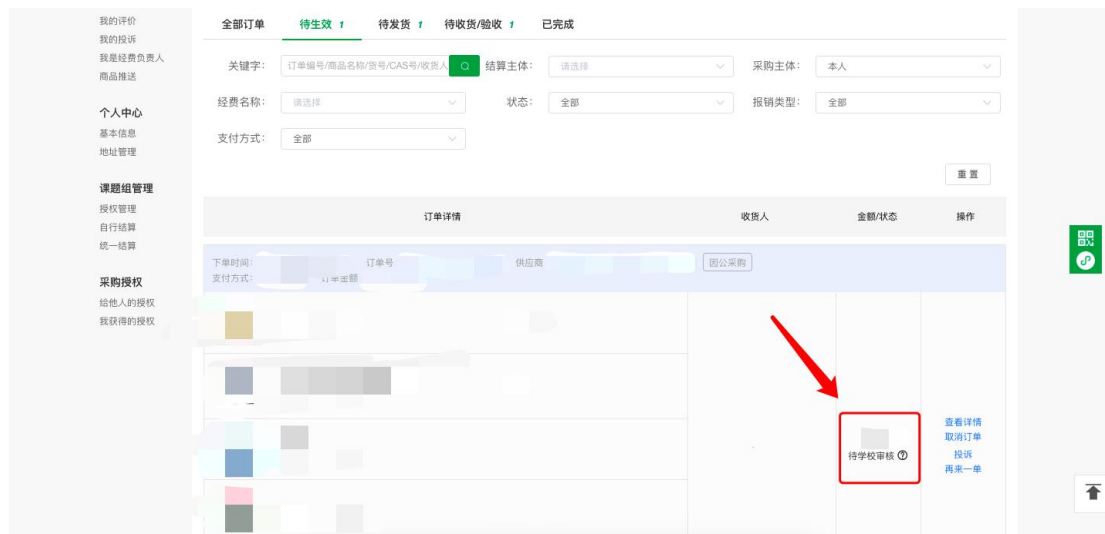 我的评价
我的投诉
我是经费负责人
商品推送
个人中心
基本信息
地址管理
课题组管理
授权管理
自行结算
统一结算
采购授权
给他人的授权
我获得的授权
全部订单 待生效 1 待发货 1 待收货/验收 1 已完成
关键字: 订单编号/商品名称/货号/CAS号/收货人 结算主体: 请选择 采购主体: 本人
经费名称: 请选择 状态: 全部 报销类型: 全部
支付方式: 全部
重置
订单详情 收货人 金额/状态 操作
下单时间: 订单号 供应商 因公采购
支付方式: 订单金额
待学校审核
查看详情
取消订单
投诉
再来一单